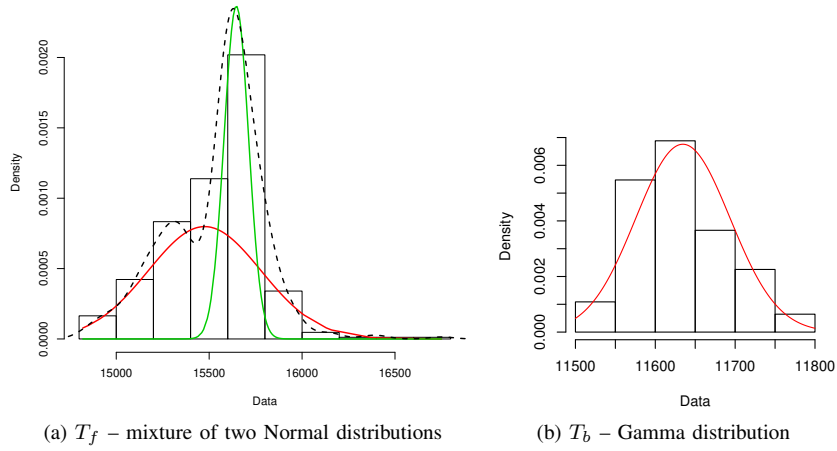 0.0020
0.0015
0.0010
0.0005
0.0000
Density
15000 15500 16000 16500
Data
(a) T_f – mixture of two Normal distributions
0.006
0.004
0.002
0.000
Density
11500 11600 11700 11800
Data
(b) T_b – Gamma distribution